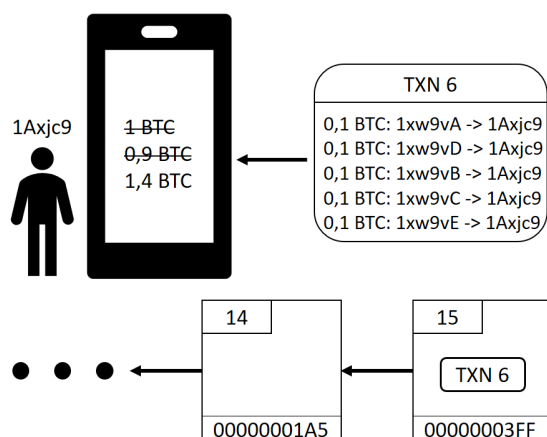 1Axjc9
1 BTC
0,9 BTC
1,4 BTC
TXN 6
0,1 BTC: 1xw9vA -> 1Axjc9
0,1 BTC: 1xw9vD -> 1Axjc9
0,1 BTC: 1xw9vB -> 1Axjc9
0,1 BTC: 1xw9vC -> 1Axjc9
0,1 BTC: 1xw9vE -> 1Axjc9
14
00000001A5
15
TXN 6
00000003FF